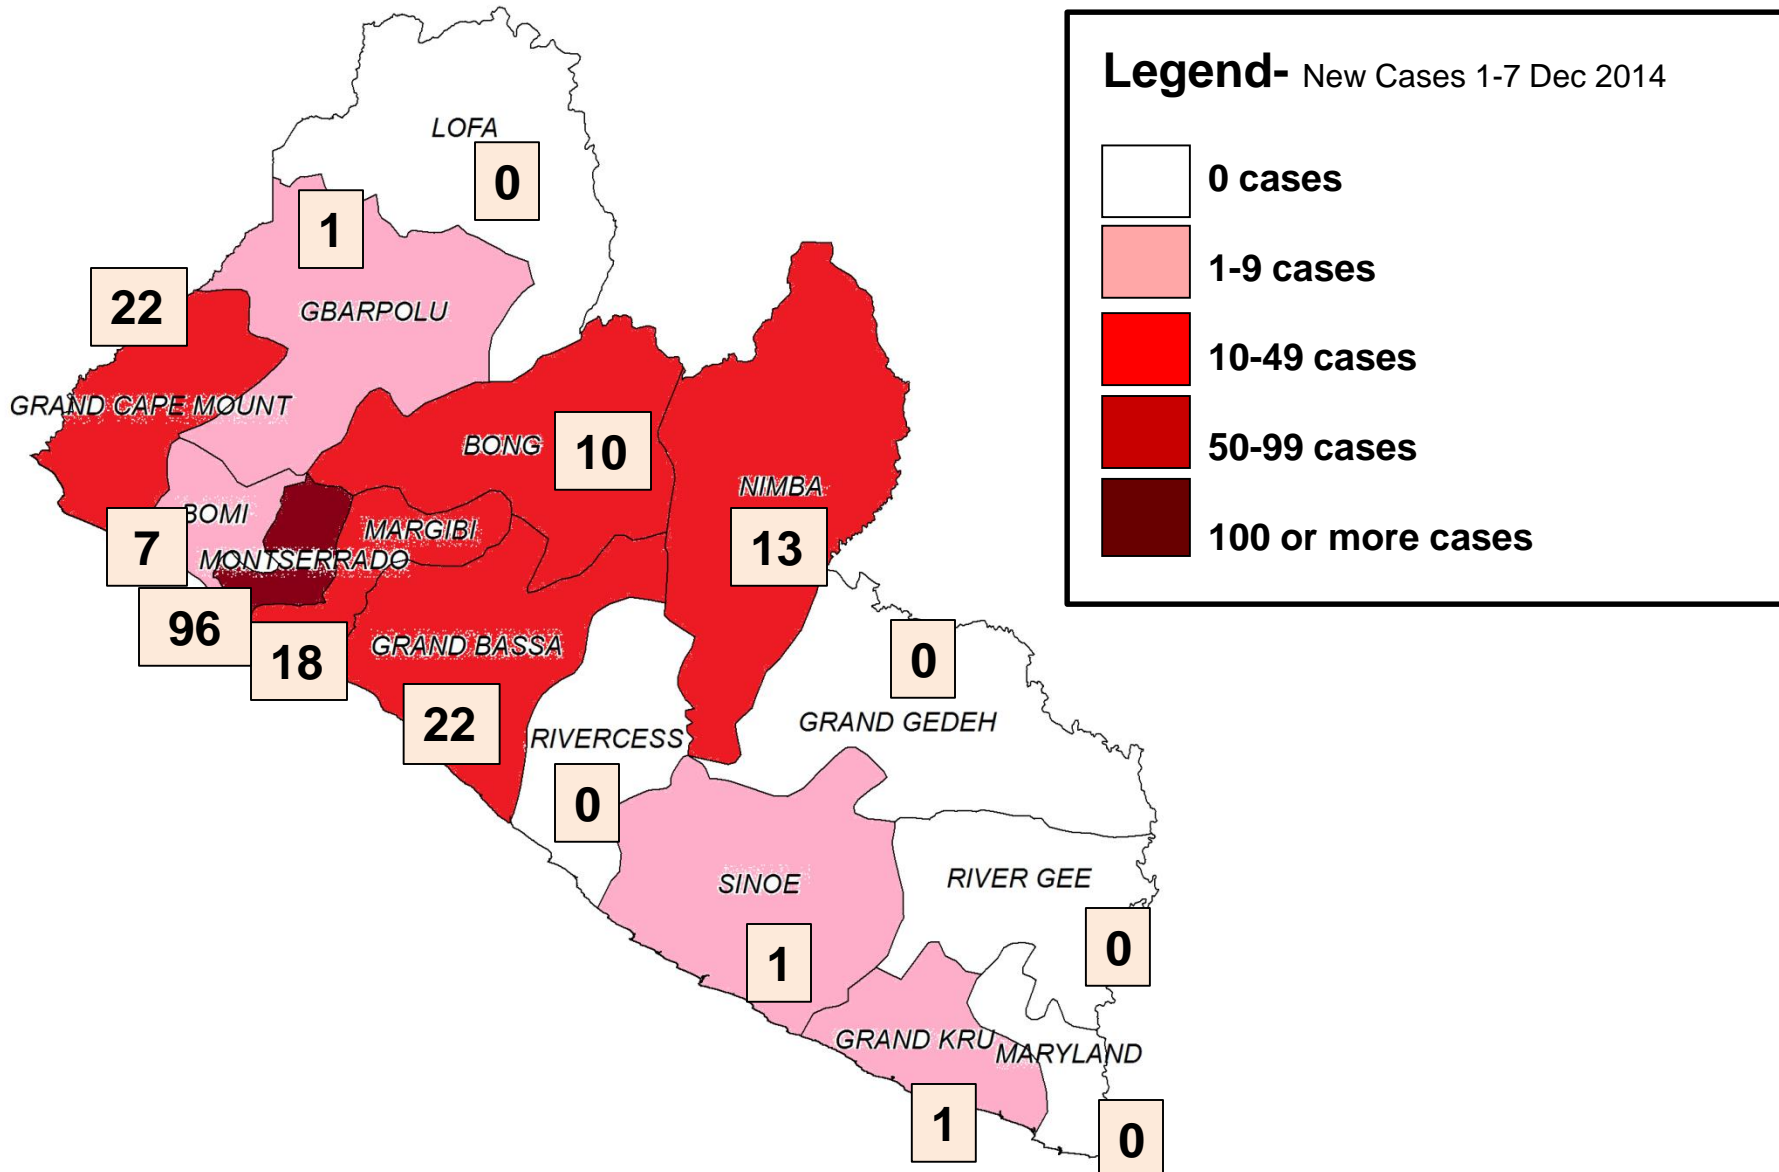 Legend- New Cases 1-7 Dec 2014
0 cases
1-9 cases
10-49 cases
50-99 cases
100 or more cases
LOFA
0
1
GBARPOLU
22
GRAND CAPE MOUNT
BONG
10
NIMBA
13
BOMI
7
MARGIBI
MONTSERRADO
96
18
GRAND BASSA
22
RIVERCESS
0
0
GRAND GEDEH
SINOE
1
RIVER GEE
0
GRAND KRU
1
MARYLAND
0